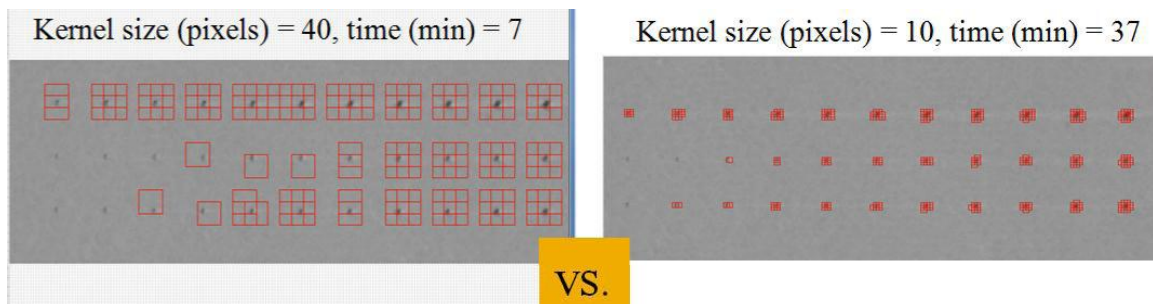 Kernel size (pixels) = 40, time (min) = 7
Kernel size (pixels) = 10, time (min) = 37
VS.